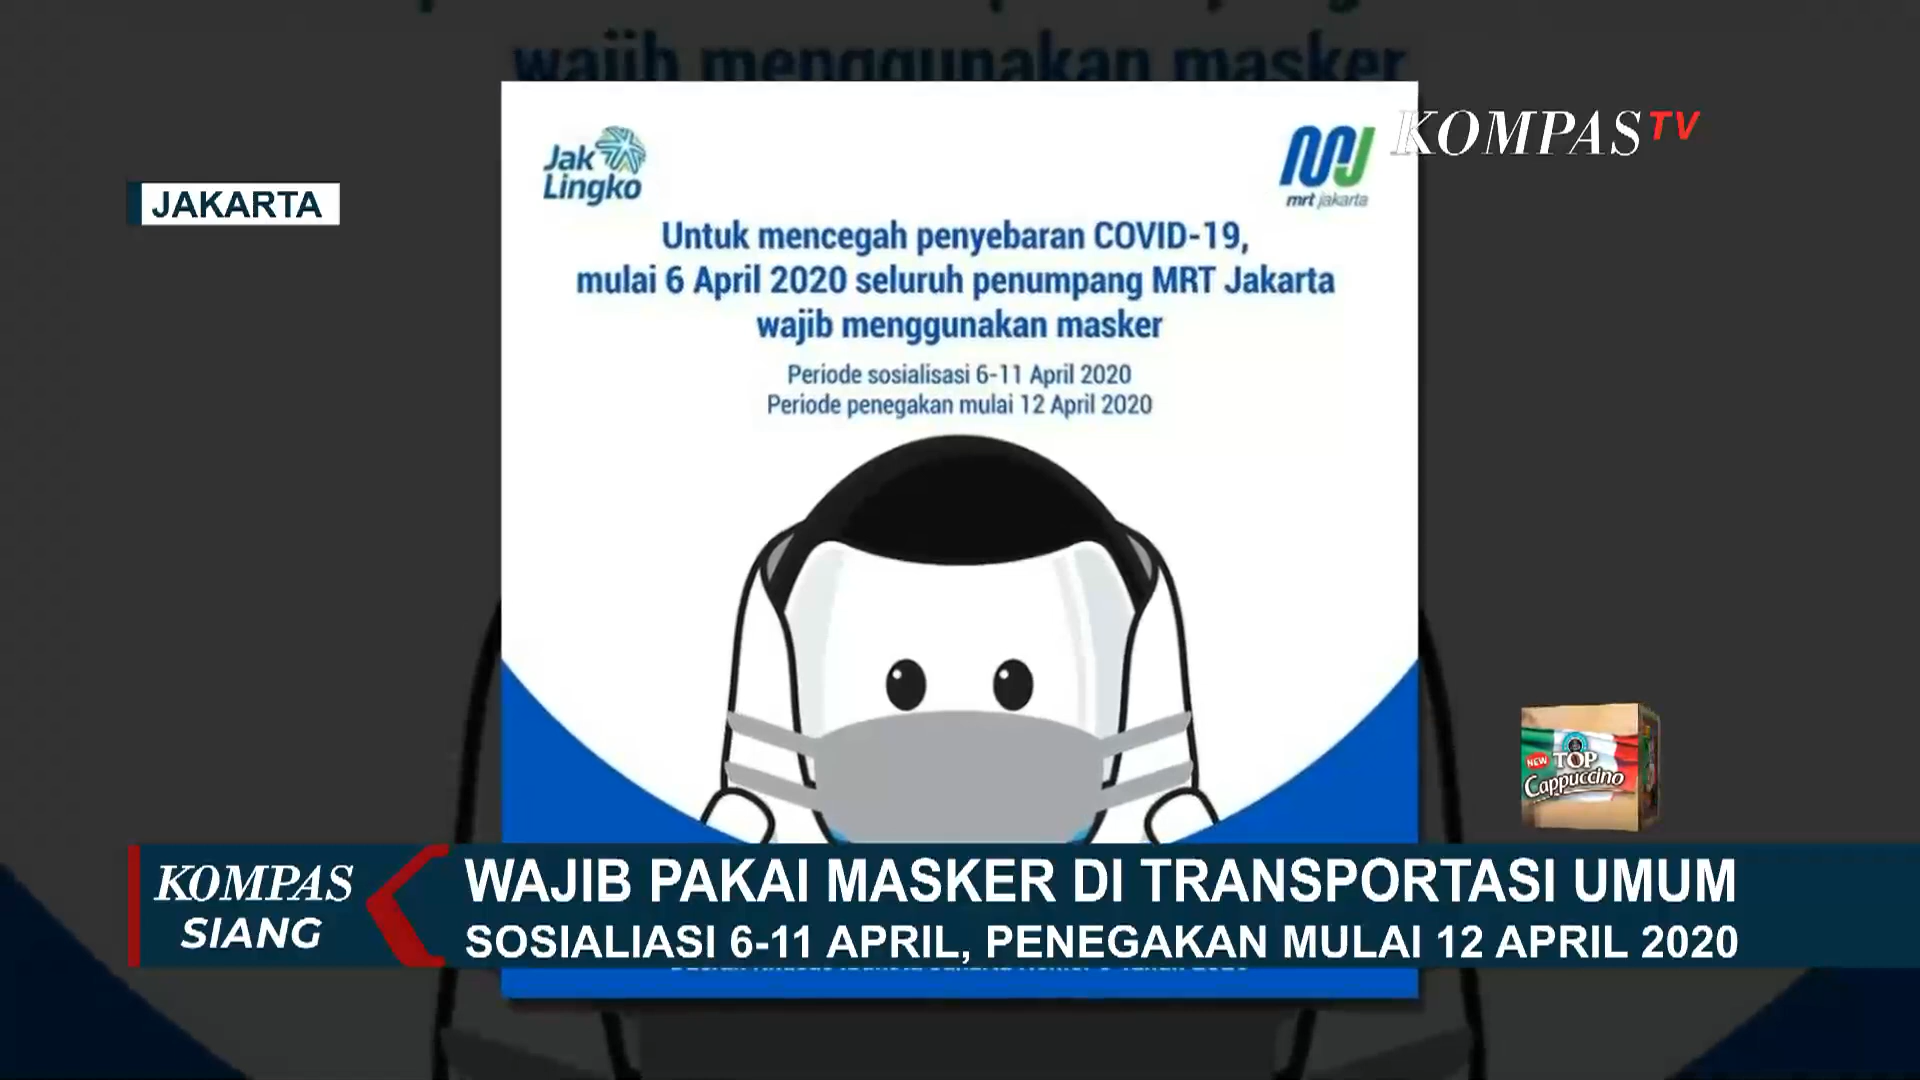 wajib menggunakan masker
KOMPAS TV
Jak
Lingko
mrt jakarta
JAKARTA
Untuk mencegah penyebaran COVID-19,
mulai 6 April 2020 seluruh penumpang MRT Jakarta
wajib menggunakan masker
Periode sosialisasi 6-11 April 2020
Periode penegakan mulai 12 April 2020
NEW TOP
Cappuccino
KOMPAS
SIANG
WAJIB PAKAI MASKER DI TRANSPORTASI UMUM
SOSIALIASI 6-11 APRIL, PENEGAKAN MULAI 12 APRIL 2020